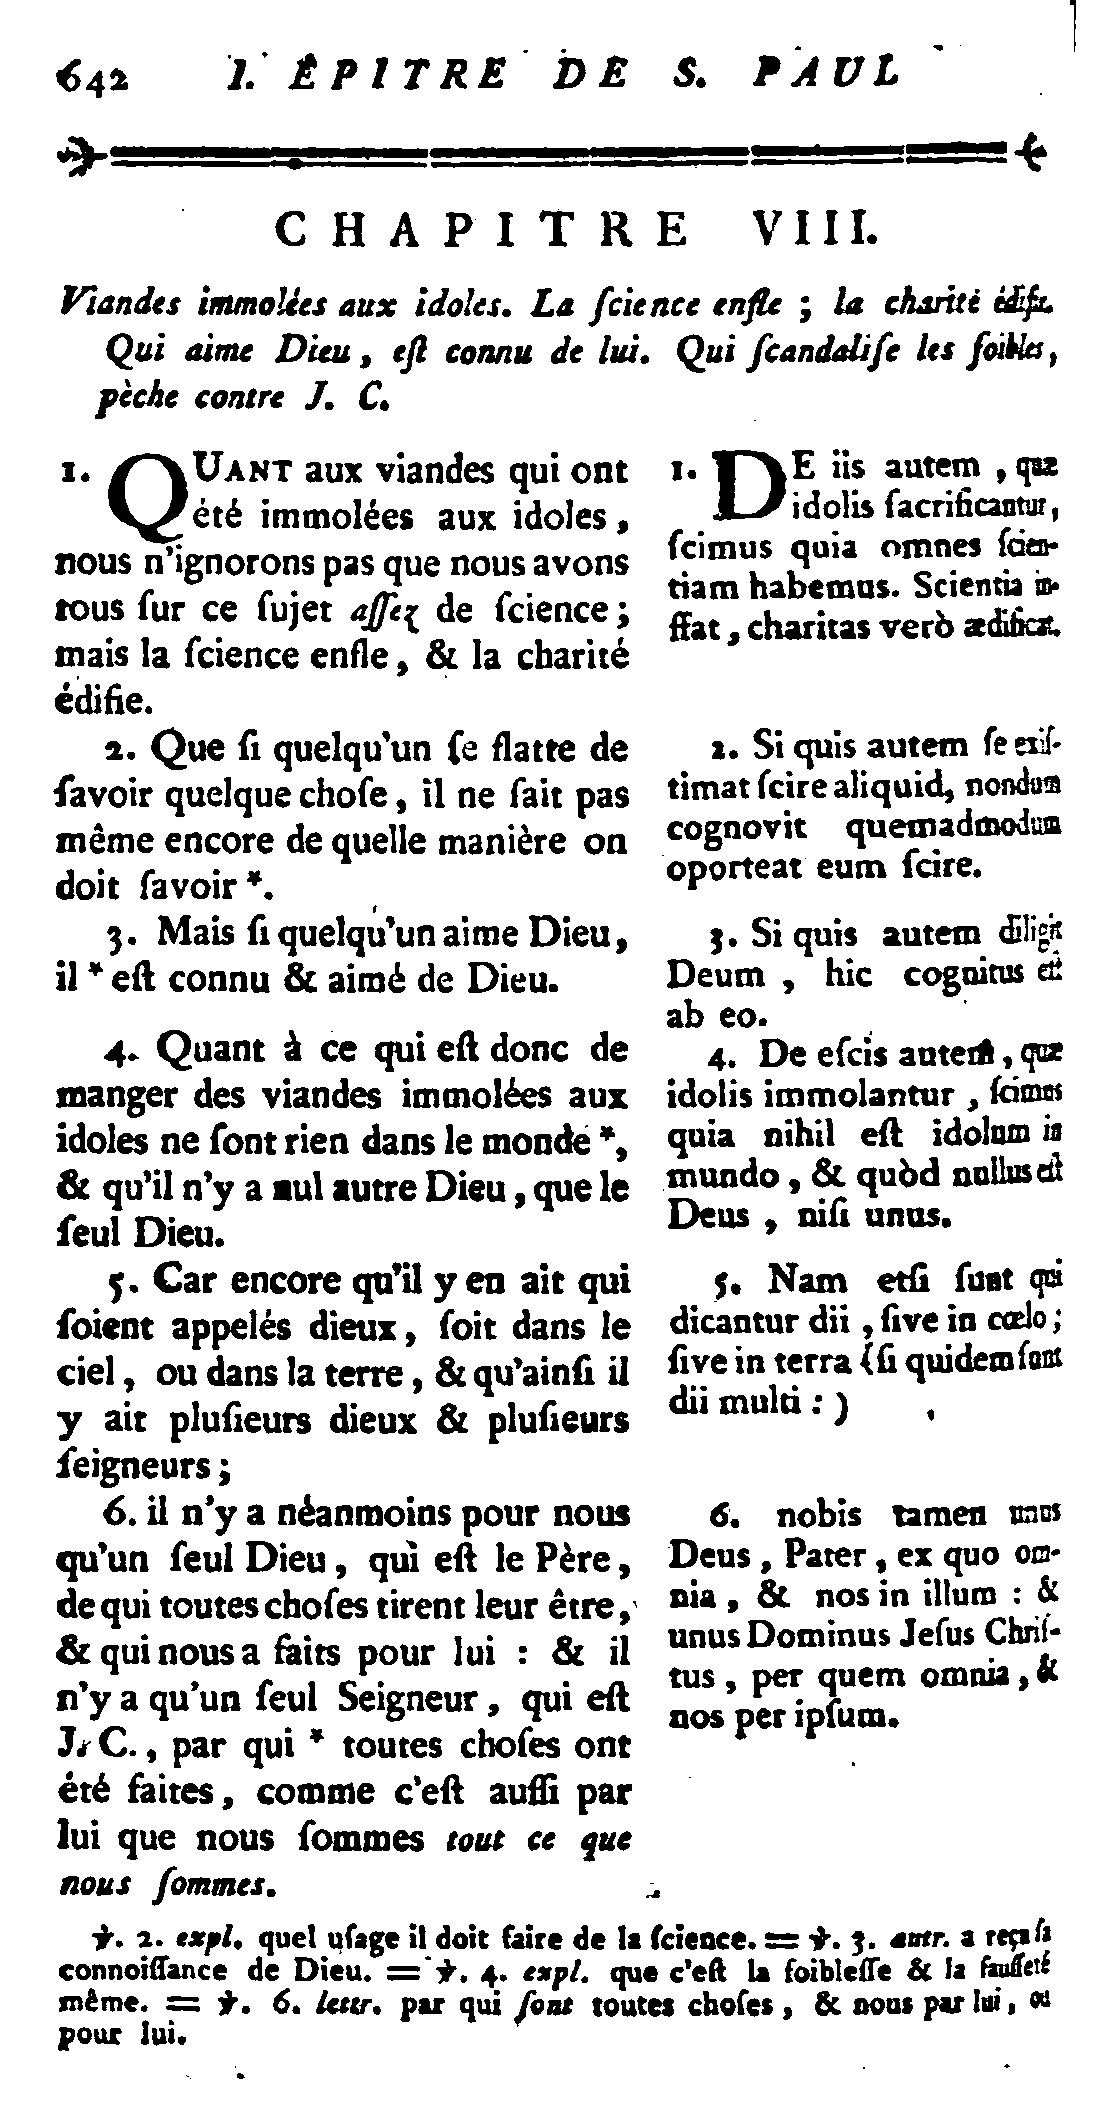 642 I. ÉPITRE DE S. PAUL
CHAPITRE VIII.
Viandes immolées aux idoles. La ſcience enfle ; la charité édifie.
Qui aime Dieu, eſt connu de lui. Qui ſcandaliſe les foibles,
pèche contre J. C.
1. QUANT aux viandes qui ont
été immolées aux idoles,
nous n'ignorons pas que nous avons
tous ſur ce ſujet aſſez de ſcience ;
mais la ſcience enfle, & la charité
édifie.
2. Que ſi quelqu'un ſe flatte de
ſavoir quelque choſe, il ne ſait pas
même encore de quelle manière on
doit ſavoir *.
3. Mais ſi quelqu'un aime Dieu,
il * eſt connu & aimé de Dieu.
4. Quant à ce qui eſt donc de
manger des viandes immolées aux
idoles ne ſont rien dans le monde *,
& qu'il n'y a nul autre Dieu, que le
ſeul Dieu.
5. Car encore qu'il y en ait qui
ſoient appelés dieux, ſoit dans le
ciel, ou dans la terre, & qu'ainſi il
y ait pluſieurs dieux & pluſieurs
ſeigneurs ;
6. il n'y a néanmoins pour nous
qu'un ſeul Dieu, qui eſt le Père,
de qui toutes choſes tirent leur être,
& qui nous a faits pour lui : & il
n'y a qu'un ſeul Seigneur, qui eſt
J. C., par qui * toutes choſes ont
été faites, comme c'eſt auſſi par
lui que nous ſommes tout ce que
nous ſommes.
1. DE iis autem, quæ
idolis ſacrificantur,
ſcimus quia omnes ſcien-
tiam habemus. Scientia in-
flat, charitas verò ædificat.
2. Si quis autem ſe exiſ-
timat ſcire aliquid, nondum
cognovit quemadmodum
oporteat eum ſcire.
3. Si quis autem diligit
Deum, hic cognitus eſt
ab eo.
4. De eſcis autem, quæ
idolis immolantur, ſcimus
quia nihil eſt idolum in
mundo, & quòd nullus eſt
Deus, niſi unus.
5. Nam etſi ſunt qui
dicantur dii, ſive in cœlo ;
ſive in terra (ſi quidem ſunt
dii multi : )
6. nobis tamen unus
Deus, Pater, ex quo om-
nia, & nos in illum : &
unus Dominus Jeſus Chriſ-
tus, per quem omnia, &
nos per ipſum.
℣. 2. expl. quel uſage il doit faire de la ſcience. = ℣. 3. autr. a reçu ſa
connoiſſance de Dieu. = ℣. 4. expl. que c'eſt la foibleſſe & la fauſſeté
même. = ℣. 6. lettr. par qui ſont toutes choſes, & nous par lui, ou
pour lui.